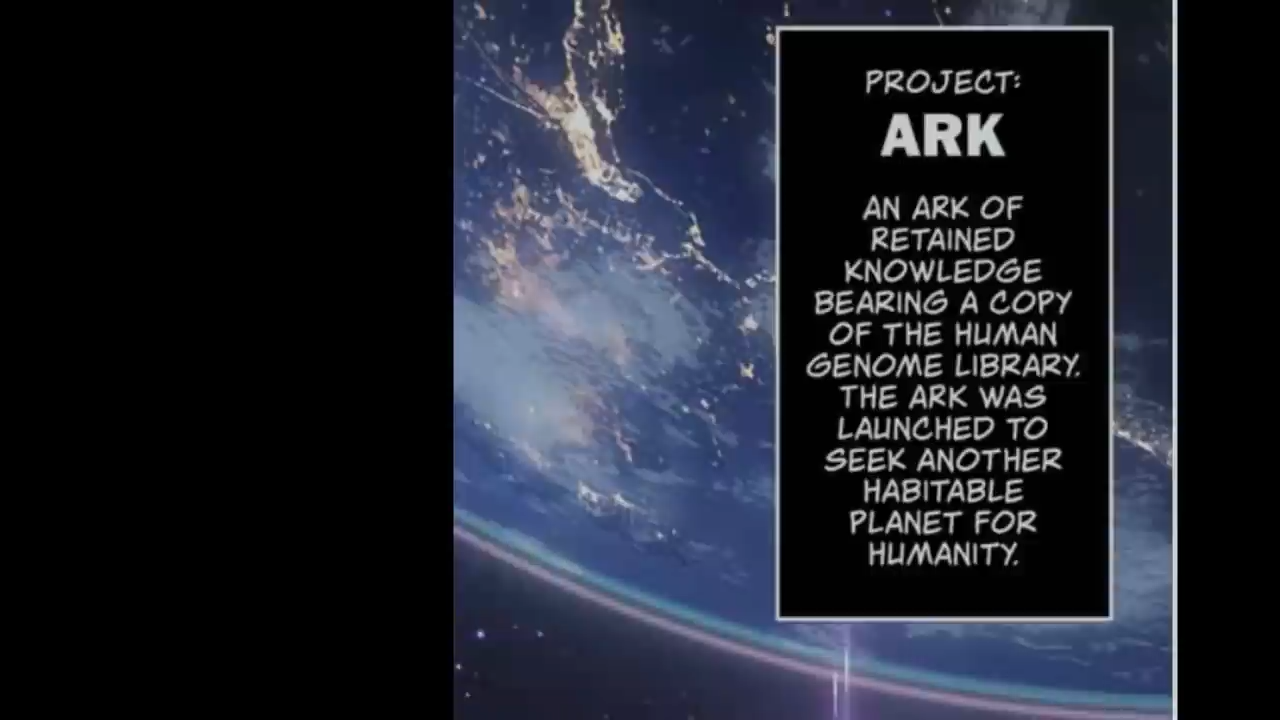 PROJECT:
ARK
AN ARK OF
RETAINED
KNOWLEDGE
BEARING A COPY
OF THE HUMAN
GENOME LIBRARY.
THE ARK WAS
LAUNCHED TO
SEEK ANOTHER
HABITABLE
PLANET FOR
HUMANITY.